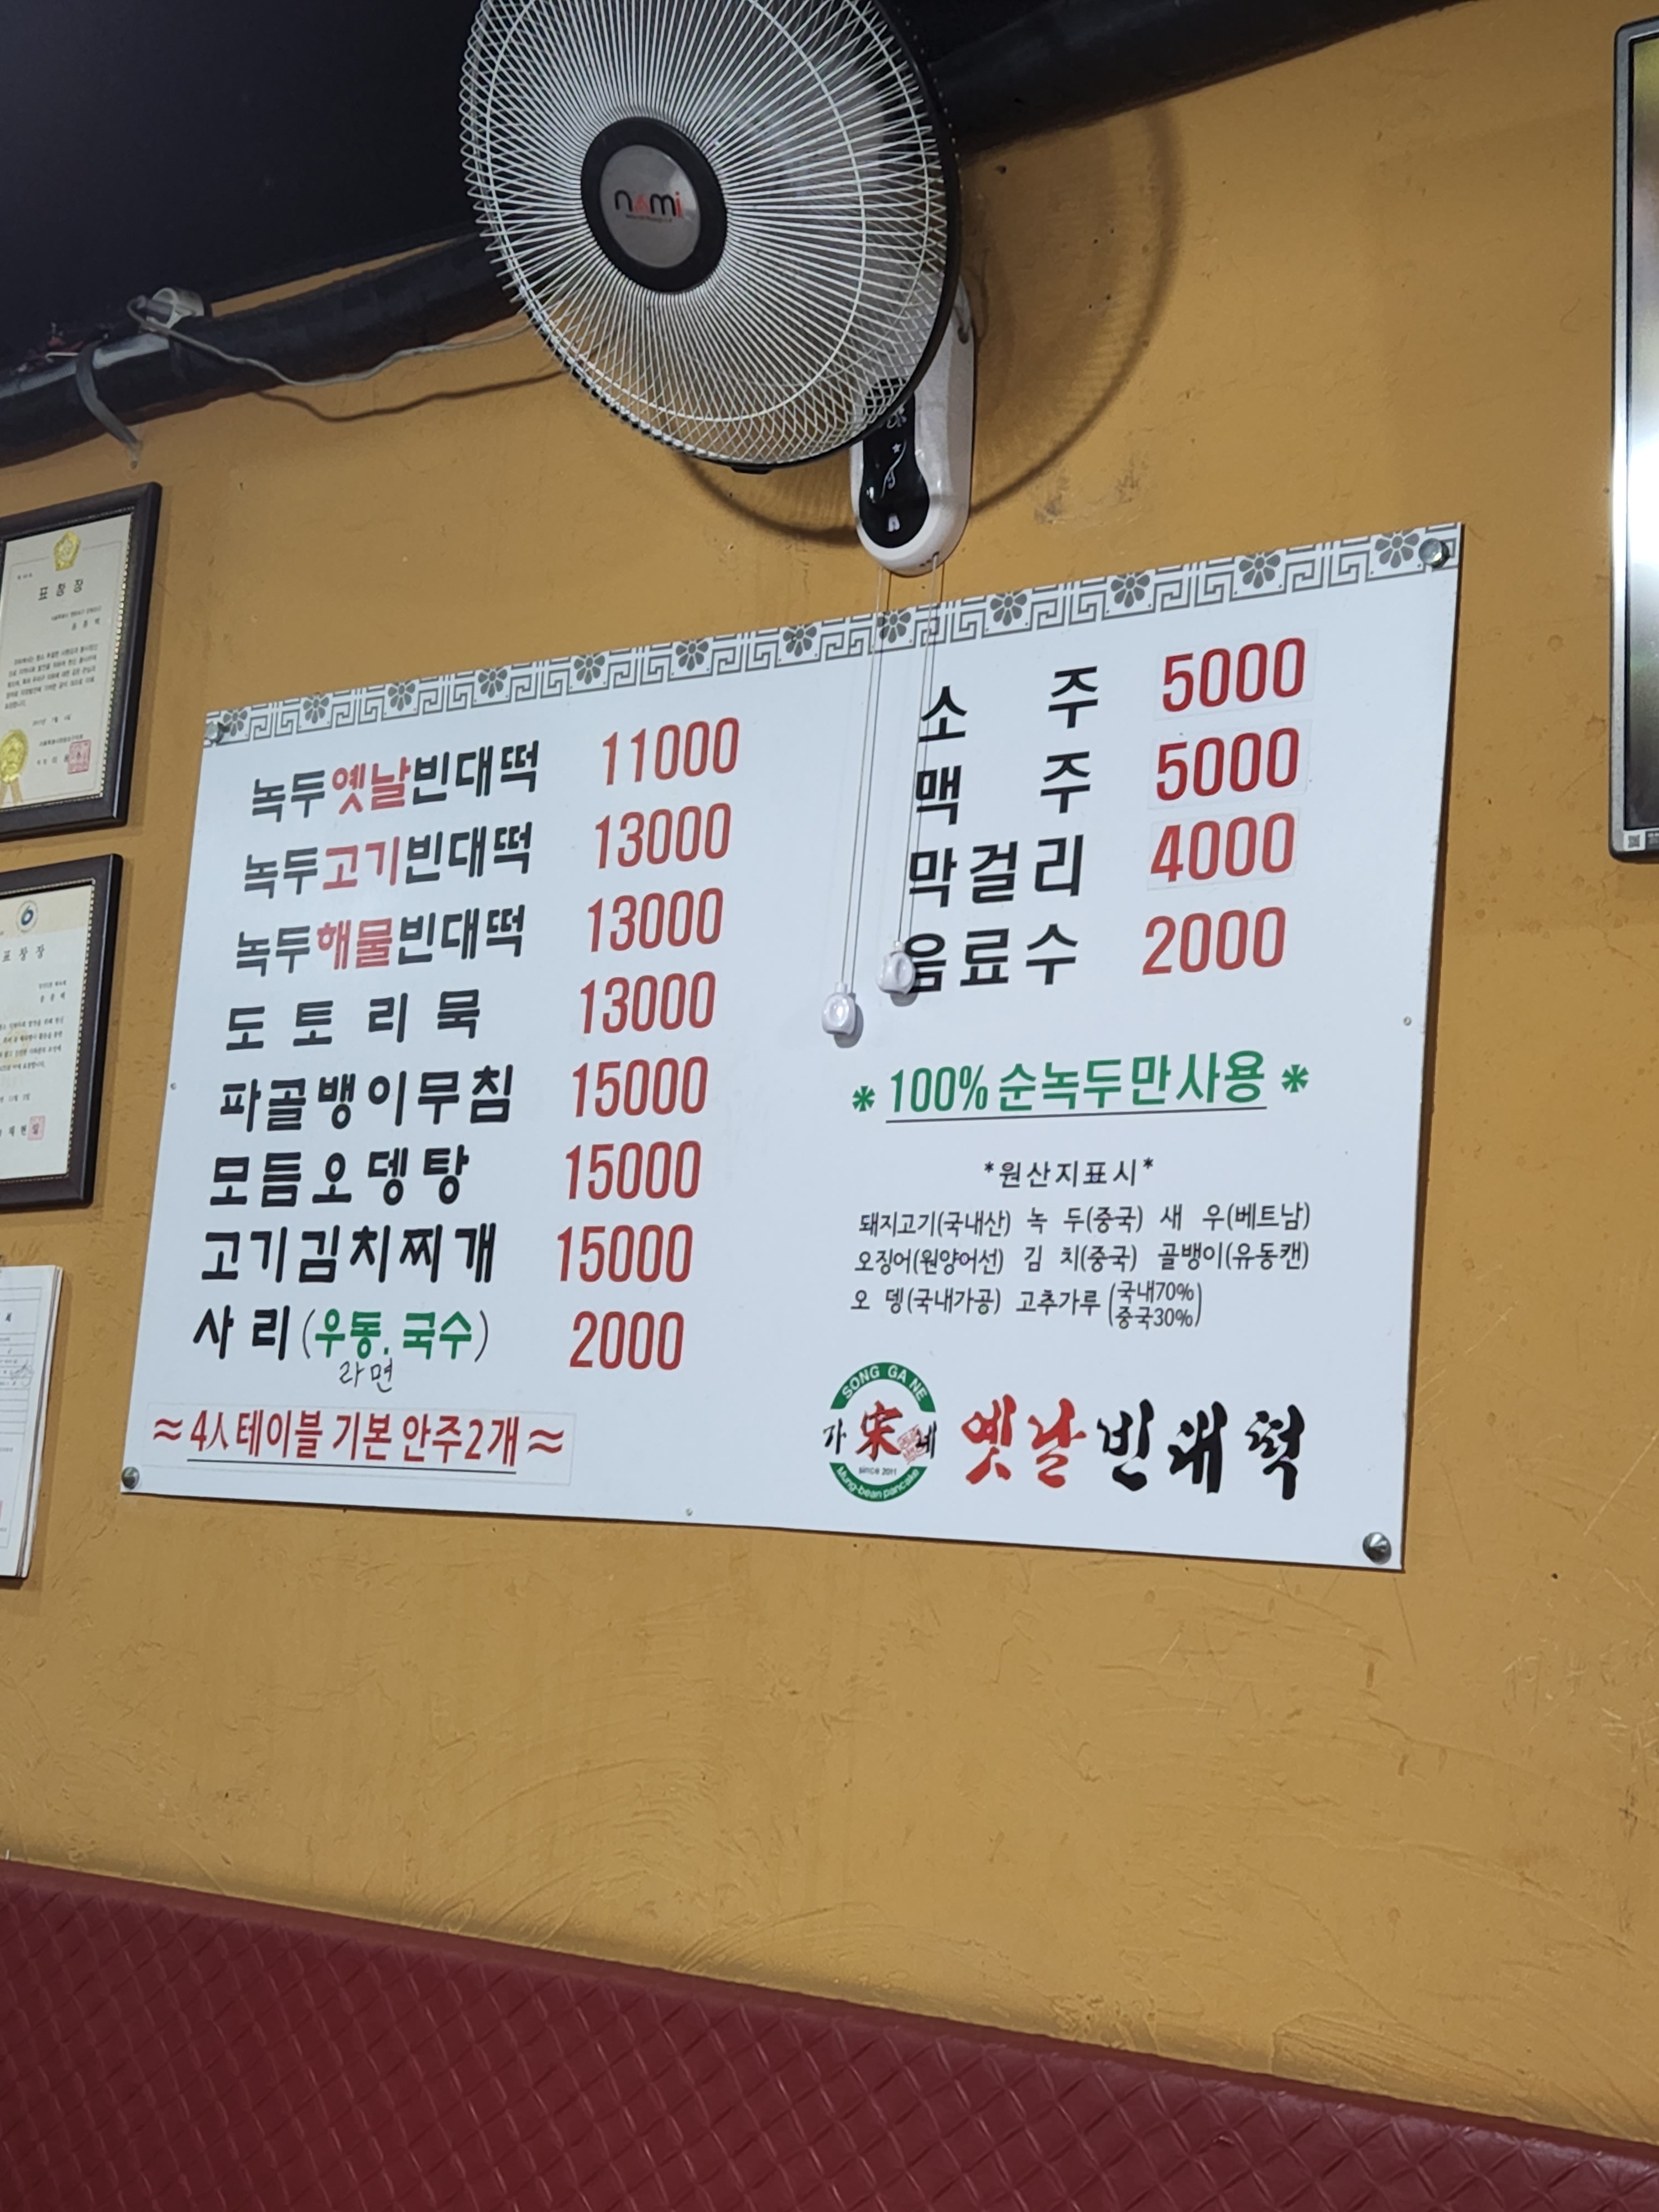 nami
표창장
표창장
녹두옛날빈대떡 11000
녹두고기빈대떡 13000
녹두해물빈대떡 13000
도토리묵 13000
파골뱅이무침 15000
모듬오뎅탕 15000
고기김치찌개 15000
사리(우동. 국수) 2000
라면
≈ 4人테이블 기본 안주2개 ≈
소주 5000
맥주 5000
막걸리 4000
음료수 2000
* 100% 순녹두만사용 *
*원산지표시*
돼지고기(국내산) 녹두(중국) 새우(베트남)
오징어(원양어선) 김치(중국) 골뱅이(유동캔)
오뎅(국내가공) 고추가루(국내70% 중국30%)
SONG GA NE
가 宋 네
since 2011
Mung-bean pancake
옛날빈대떡